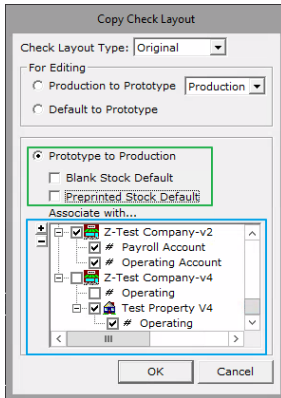 Copy Check Layout
Check Layout Type: Original
For Editing
Production to Prototype Production
Default to Prototype
Prototype to Production
Blank Stock Default
Preprinted Stock Default
Associate with...
Z-Test Company-v2
# Payroll Account
# Operating Account
Z-Test Company-v4
# Operating
Test Property V4
# Operating
OK Cancel